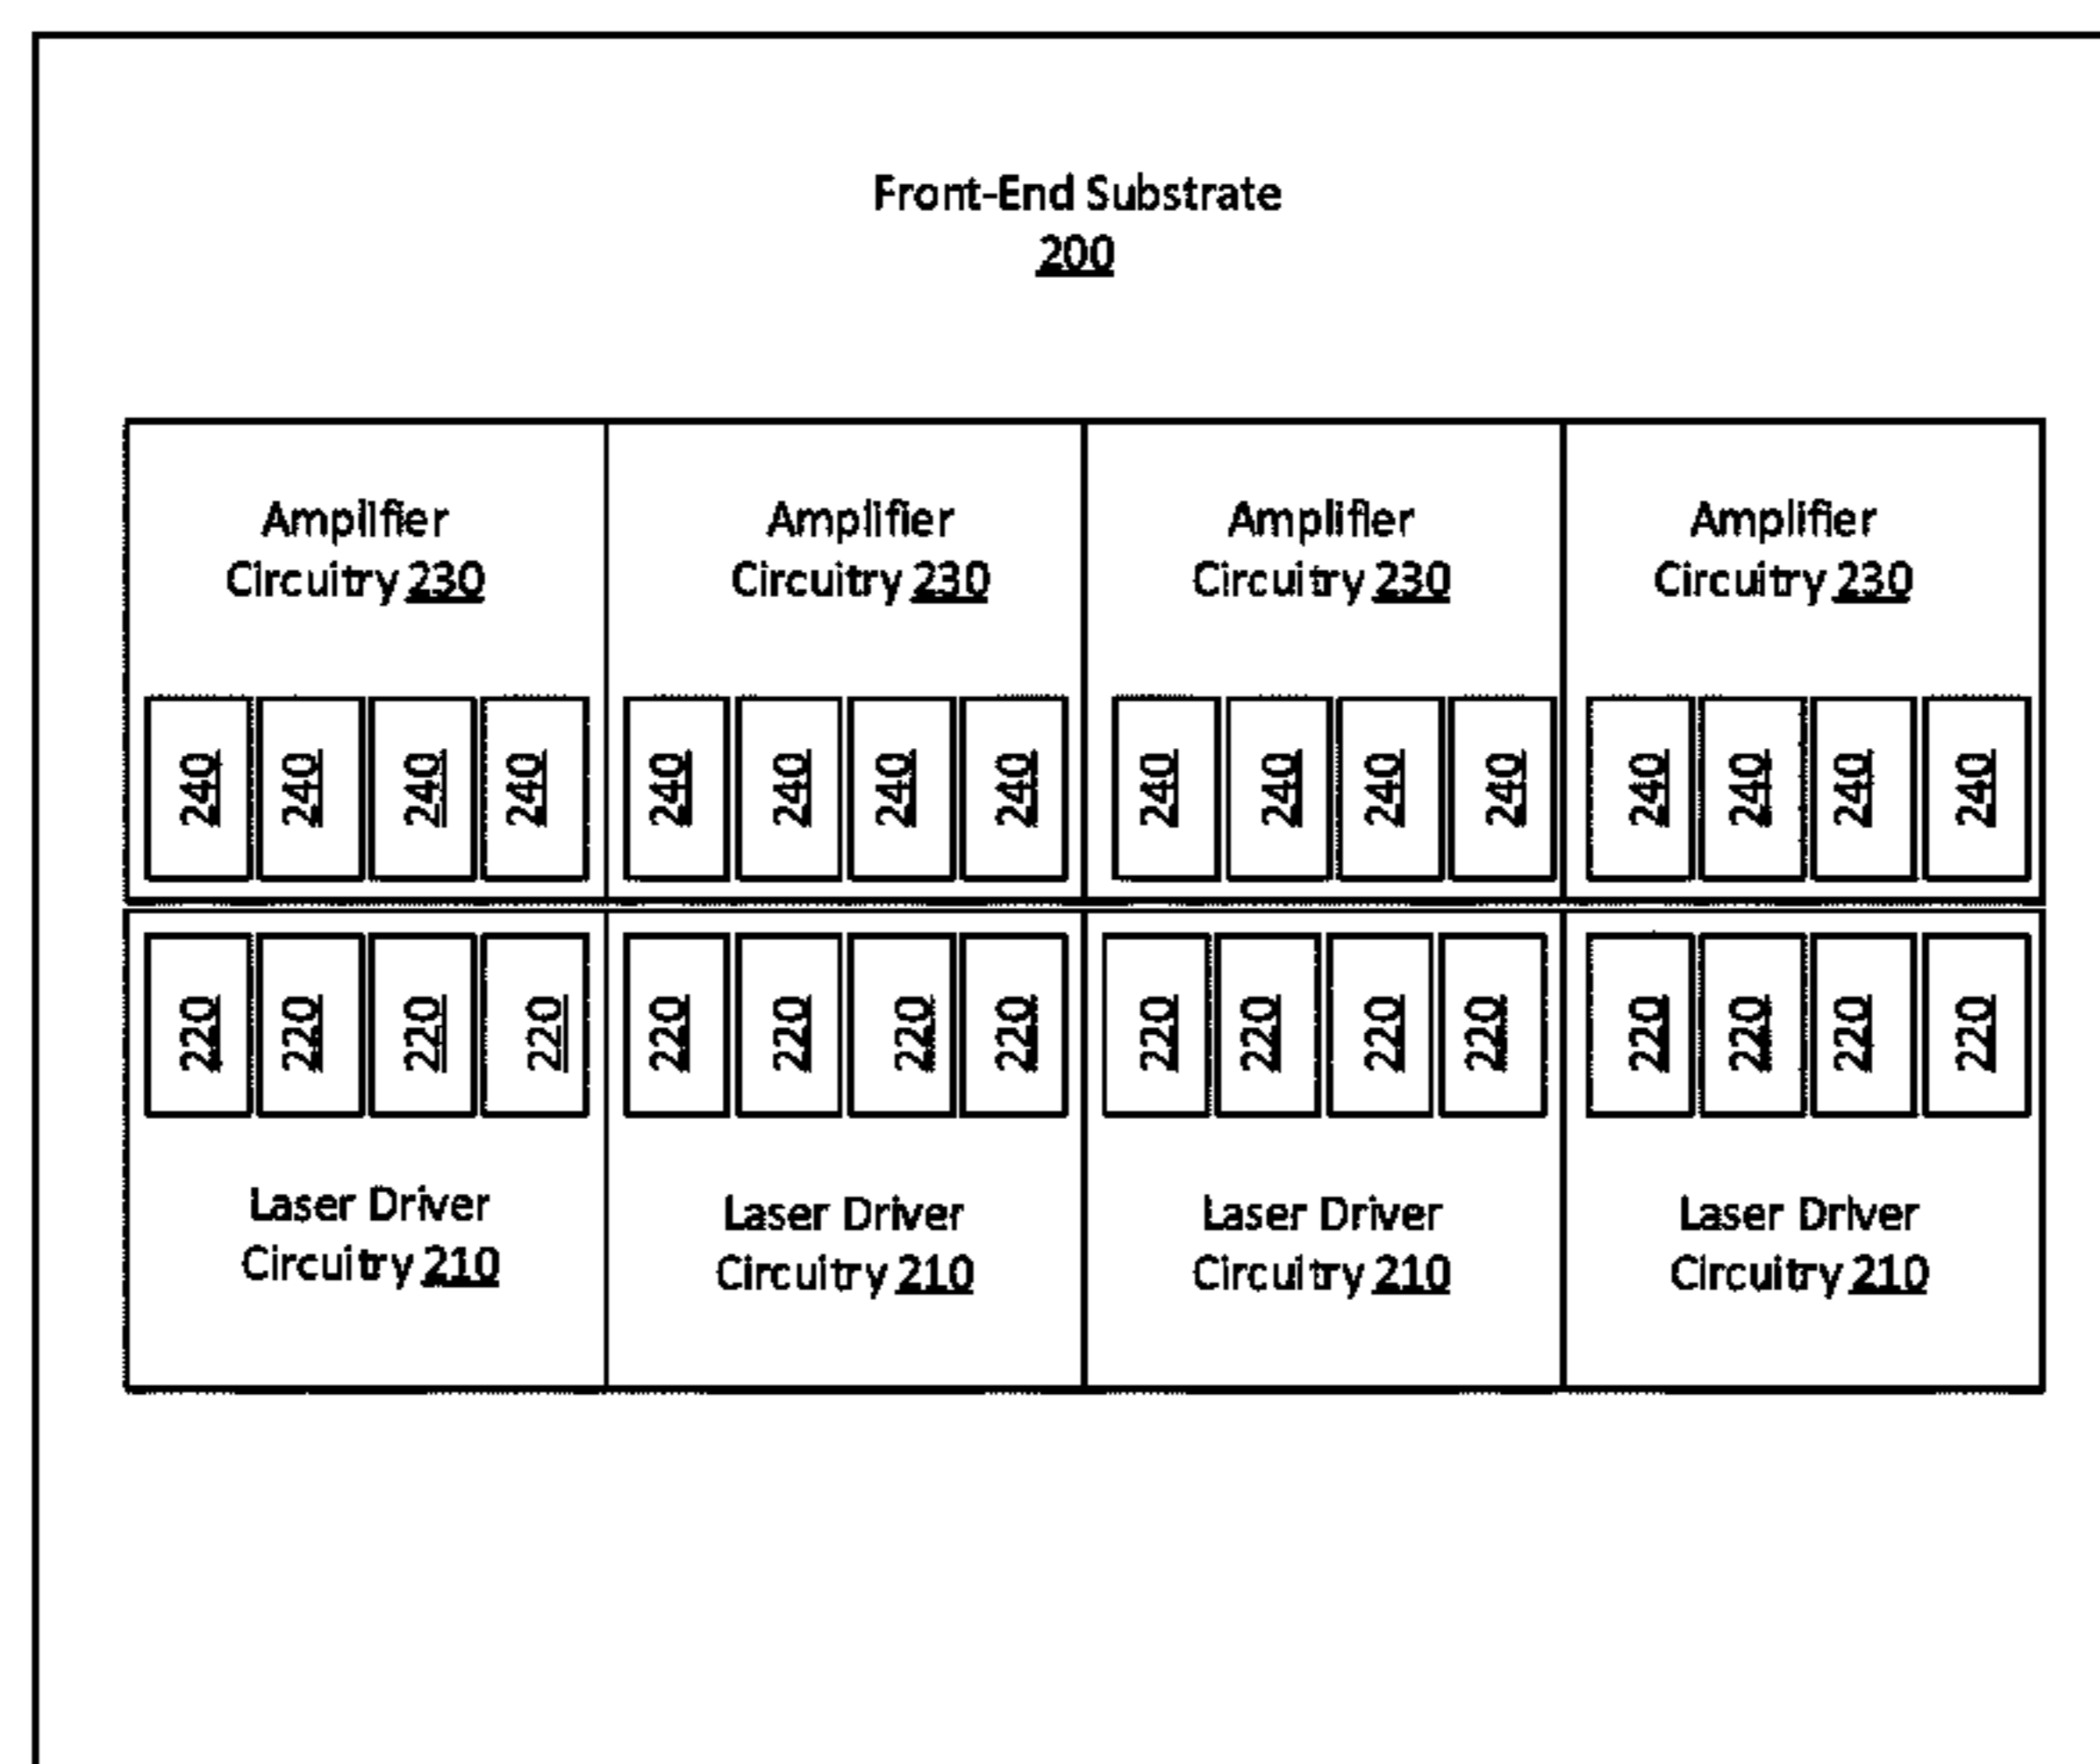 Front-End Substrate
200
Amplifier
Circuitry 230
Amplifier
Circuitry 230
Amplifier
Circuitry 230
Amplifier
Circuitry 230
240 240 240 240 240 240 240 240 240 240 240 240 240 240 240 240
220 220 220 220 220 220 220 220 220 220 220 220 220 220 220 220
Laser Driver
Circuitry 210
Laser Driver
Circuitry 210
Laser Driver
Circuitry 210
Laser Driver
Circuitry 210